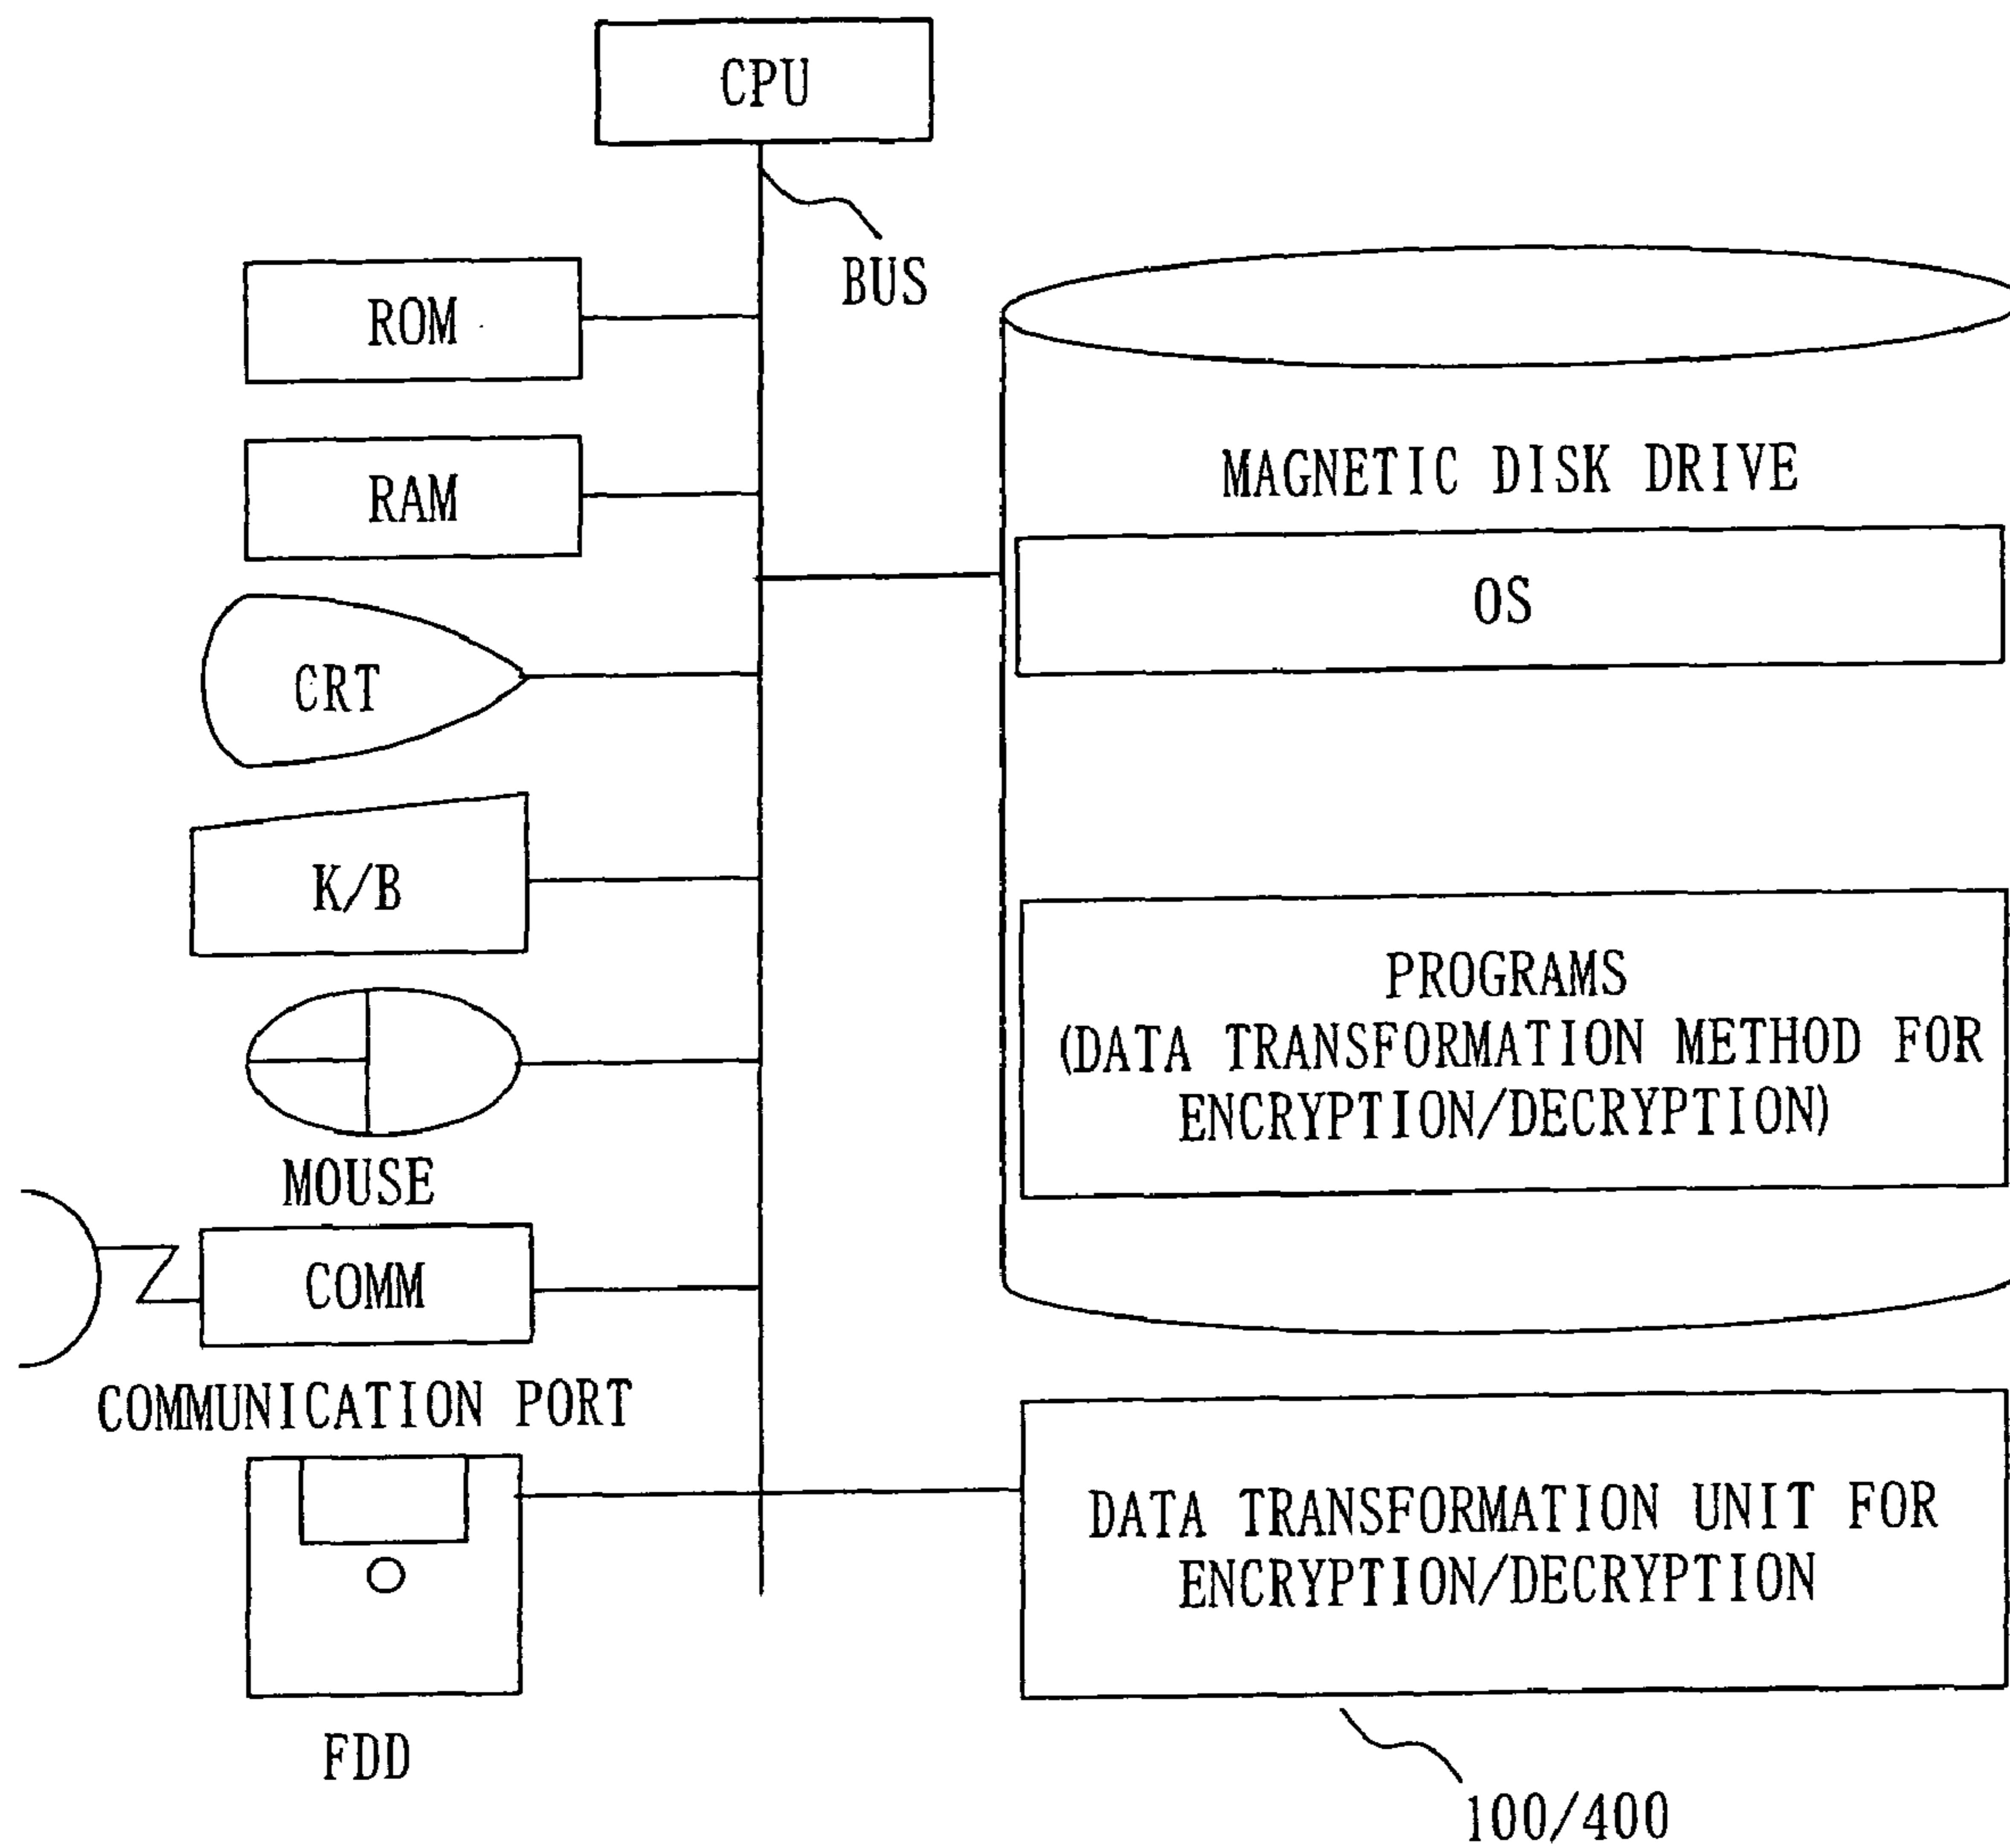 CPU
BUS
ROM
RAM
CRT
K/B
MOUSE
COMM
COMMUNICATION PORT
FDD
MAGNETIC DISK DRIVE
OS
PROGRAMS
(DATA TRANSFORMATION METHOD FOR
ENCRYPTION/DECRYPTION)
DATA TRANSFORMATION UNIT FOR
ENCRYPTION/DECRYPTION
100/400